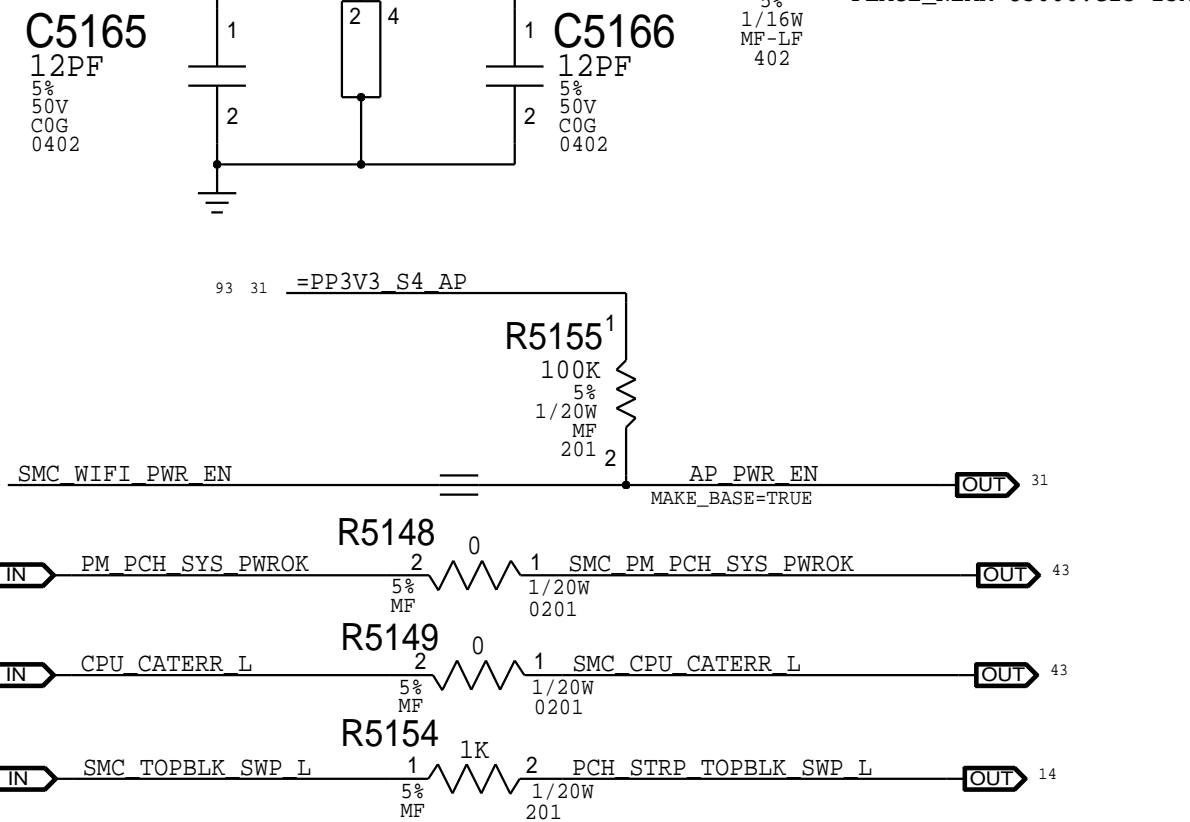 C5165
12PF
5%
50V
C0G
0402
1
2
2 4
1
2
C5166
12PF
5%
50V
C0G
0402
5%
1/16W
MF-LF
402
93 31 =PP3V3_S4_AP
R5155 1
100K
5%
1/20W
MF
201 2
SMC_WIFI_PWR_EN
AP_PWR_EN
MAKE_BASE=TRUE
OUT 31
R5148
0
IN PM_PCH_SYS_PWROK 2 1 SMC_PM_PCH_SYS_PWROK OUT 43
5% 1/20W
MF 0201
R5149
0
IN CPU_CATERR_L 2 1 SMC_CPU_CATERR_L OUT 43
5% 1/20W
MF 0201
R5154
1K
IN SMC_TOPBLK_SWP_L 1 2 PCH_STRP_TOPBLK_SWP_L OUT 14
5% 1/20W
MF 201